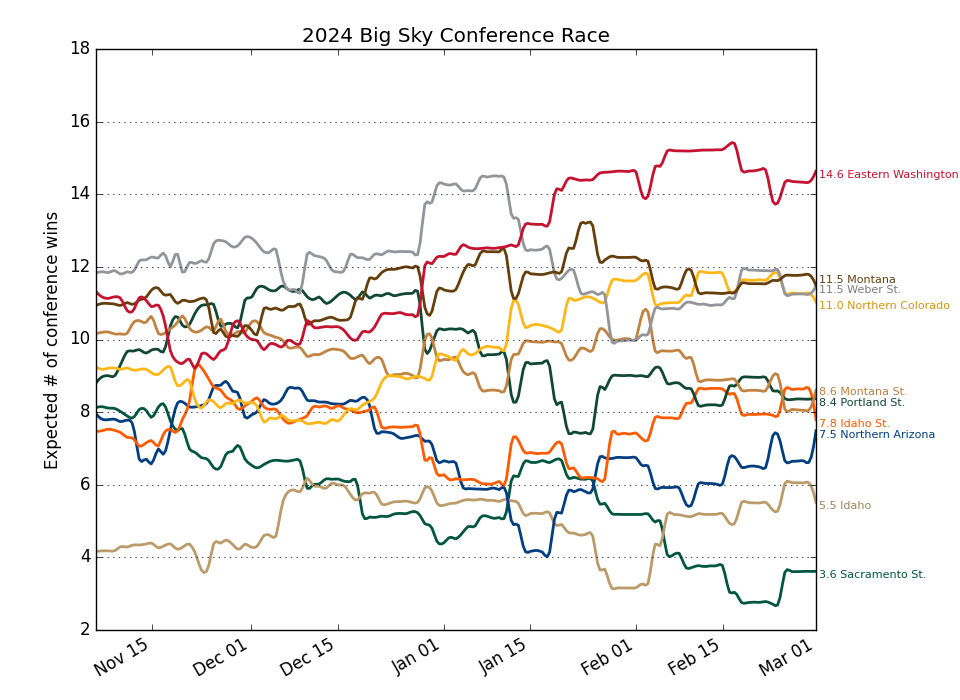 2024 Big Sky Conference Race
Expected # of conference wins
18
16
14
12
10
8
6
4
2
Nov 15
Dec 01
Dec 15
Jan 01
Jan 15
Feb 01
Feb 15
Mar 01
14.6 Eastern Washington
11.5 Montana
11.5 Weber St.
11.0 Northern Colorado
8.6 Montana St.
8.4 Portland St.
7.8 Idaho St.
7.5 Northern Arizona
5.5 Idaho
3.6 Sacramento St.